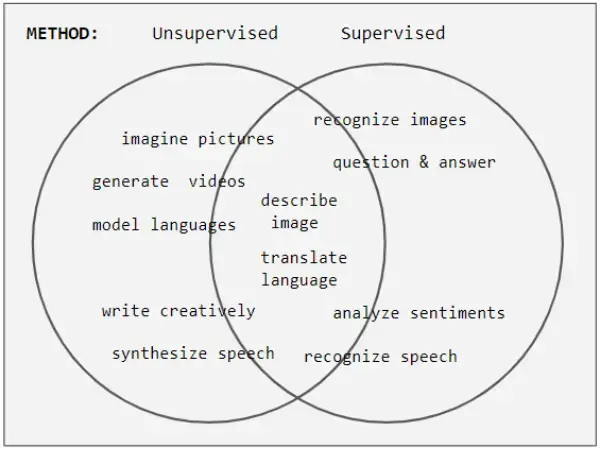 METHOD: Unsupervised Supervised
recognize images
imagine pictures
question & answer
generate videos
describe
image
model languages
translate
language
write creatively
analyze sentiments
synthesize speech
recognize speech